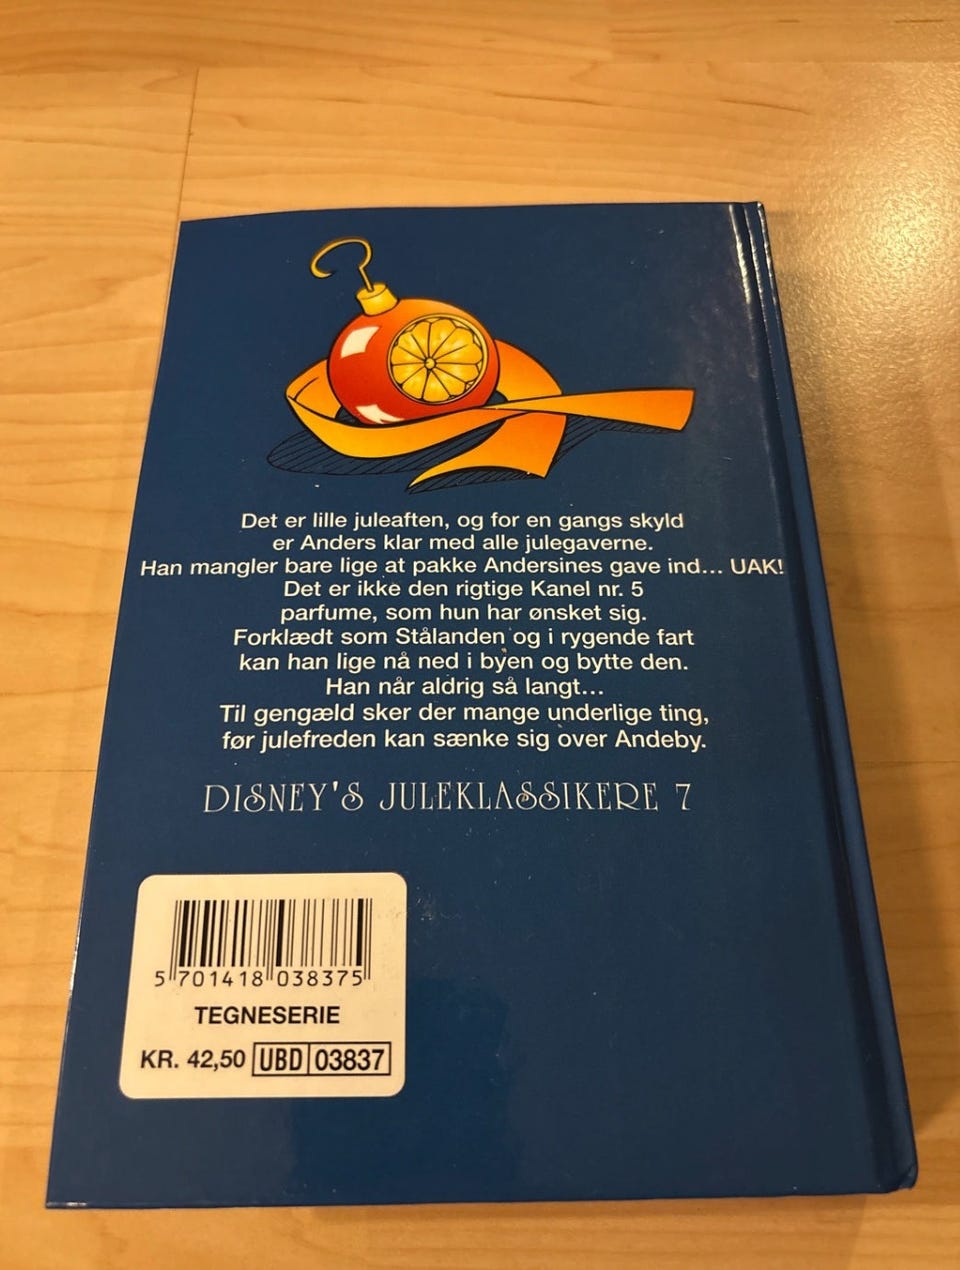 Det er lille juleaften, og for en gangs skyld
er Anders klar med alle julegaverne.
Han mangler bare lige at pakke Andersines gave ind... UAK!
Det er ikke den rigtige Kanel nr. 5
parfume, som hun har ønsket sig.
Forklædt som Stålanden og i rygende fart
kan han lige nå ned i byen og bytte den.
Han når aldrig så langt...
Til gengæld sker der mange underlige ting,
før julefreden kan sænke sig over Andeby.
DISNEY'S JULEKLASSIKERE 7
5 701418 038375
TEGNESERIE
KR. 42,50 UBD 03837